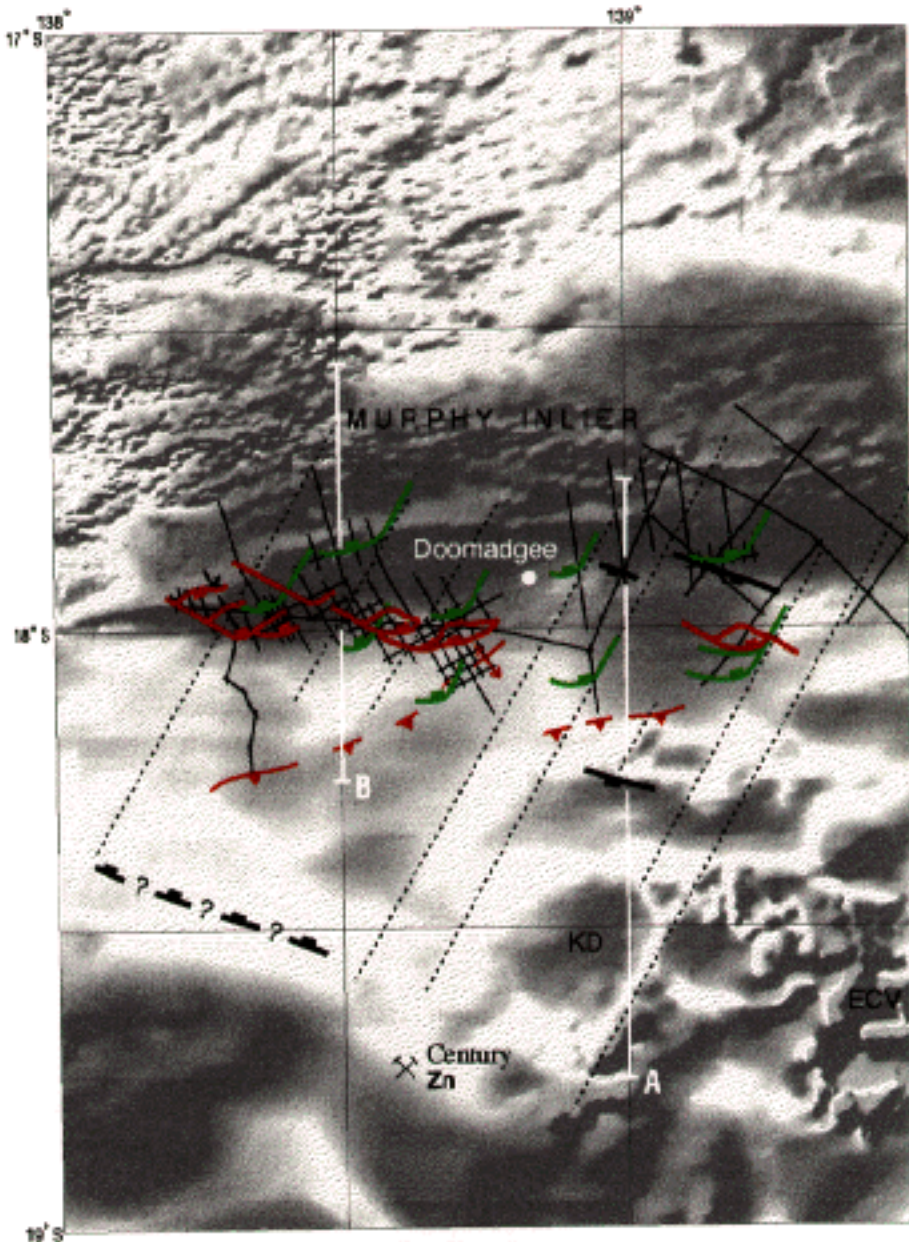 138°
139°
17°S
MURPHY INLIER
Doomadgee
18°S
B
? ? ?
KD
ECV
Century
Zn
A
19°S